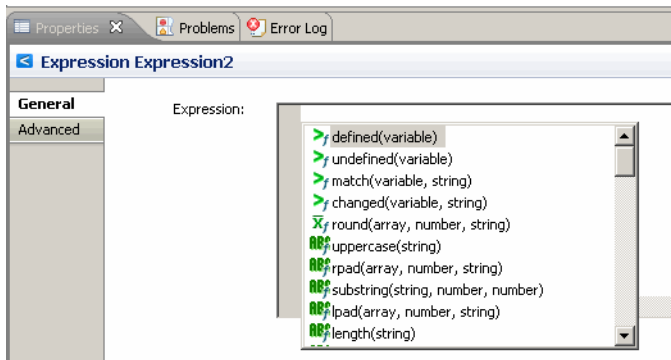 Properties Problems Error Log
Expression Expression2
General
Advanced
Expression:
defined(variable)
undefined(variable)
match(variable, string)
changed(variable, string)
round(array, number, string)
uppercase(string)
rpad(array, number, string)
substring(string, number, number)
lpad(array, number, string)
length(string)